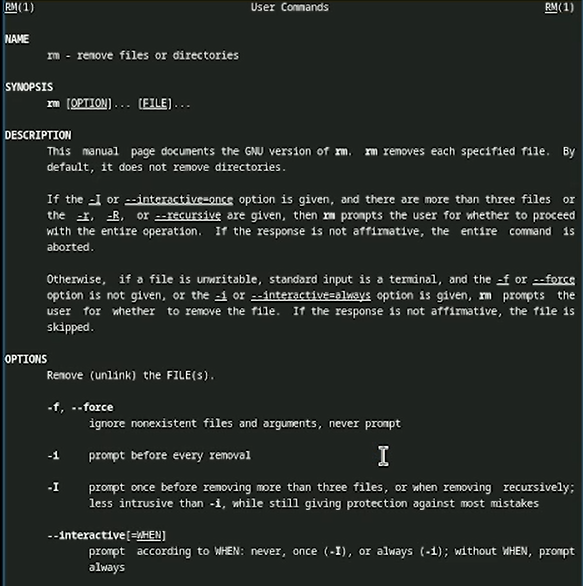 RM(1) User Commands RM(1)
NAME
rm - remove files or directories
SYNOPSIS
rm [OPTION]... [FILE]...
DESCRIPTION
This manual page documents the GNU version of rm. rm removes each specified file. By
default, it does not remove directories.
If the -I or --interactive=once option is given, and there are more than three files or
the -r, -R, or --recursive are given, then rm prompts the user for whether to proceed
with the entire operation. If the response is not affirmative, the entire command is
aborted.
Otherwise, if a file is unwritable, standard input is a terminal, and the -f or --force
option is not given, or the -i or --interactive=always option is given, rm prompts the
user for whether to remove the file. If the response is not affirmative, the file is
skipped.
OPTIONS
Remove (unlink) the FILE(s).
-f, --force
ignore nonexistent files and arguments, never prompt
-i prompt before every removal
-I prompt once before removing more than three files, or when removing recursively;
less intrusive than -i, while still giving protection against most mistakes
--interactive[=WHEN]
prompt according to WHEN: never, once (-I), or always (-i); without WHEN, prompt
always